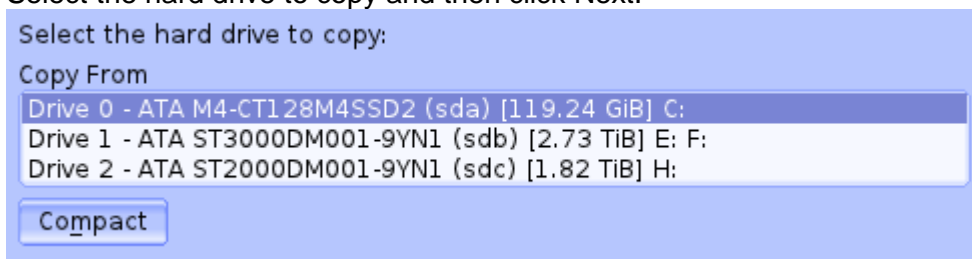 Select the hard drive to copy and then click Next.
Select the hard drive to copy:
Copy From
Drive 0 - ATA M4-CT128M4SSD2 (sda) [119.24 GiB] C:
Drive 1 - ATA ST3000DM001-9YN1 (sdb) [2.73 TiB] E: F:
Drive 2 - ATA ST2000DM001-9YN1 (sdc) [1.82 TiB] H:
Compact